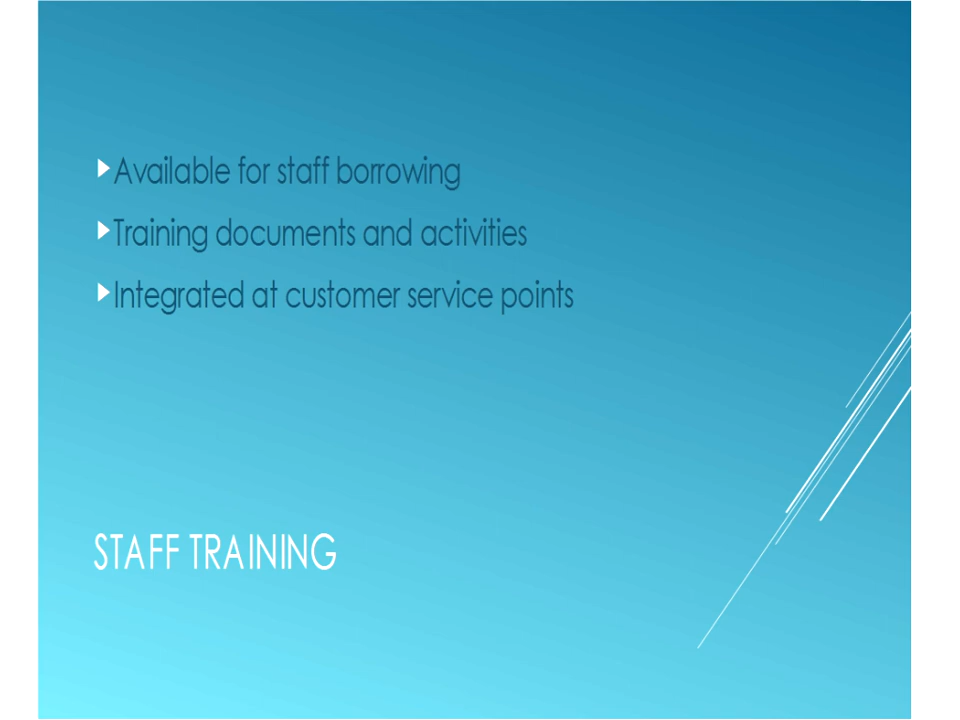 Available for staff borrowing
Training documents and activities
Integrated at customer service points
STAFF TRAINING